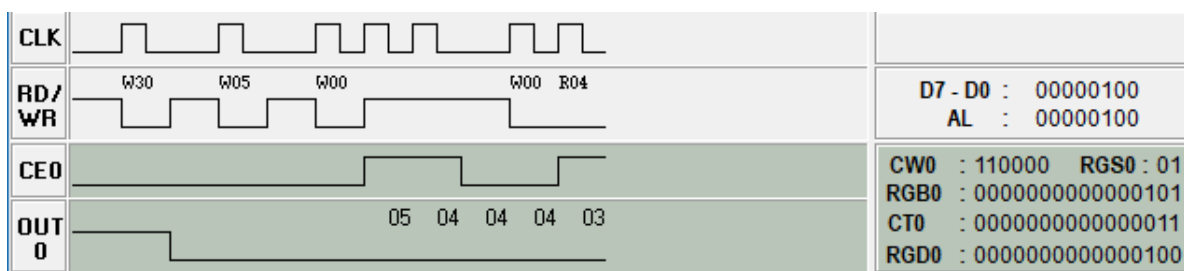 CLK
RD/
WR
W30 W05 W00 W00 R04
D7 - D0 : 00000100
AL : 00000100
CE0
OUT
0
05 04 04 04 03
CW0 : 110000 RGS0 : 01
RGB0 : 0000000000000101
CT0 : 0000000000000011
RGD0 : 0000000000000100